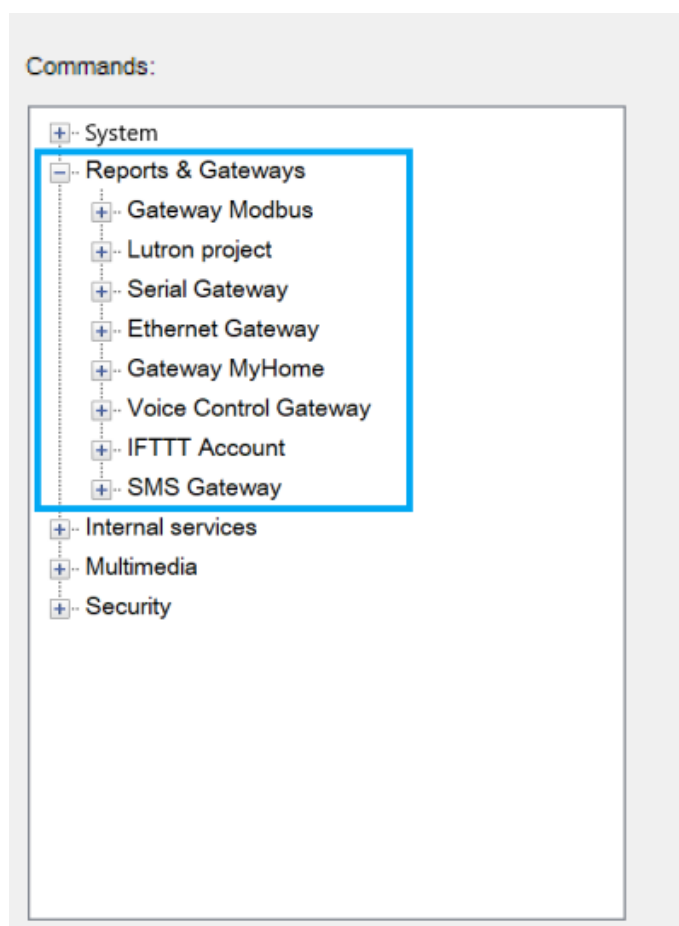 Commands:
System
Reports & Gateways
Gateway Modbus
Lutron project
Serial Gateway
Ethernet Gateway
Gateway MyHome
Voice Control Gateway
IFTTT Account
SMS Gateway
Internal services
Multimedia
Security